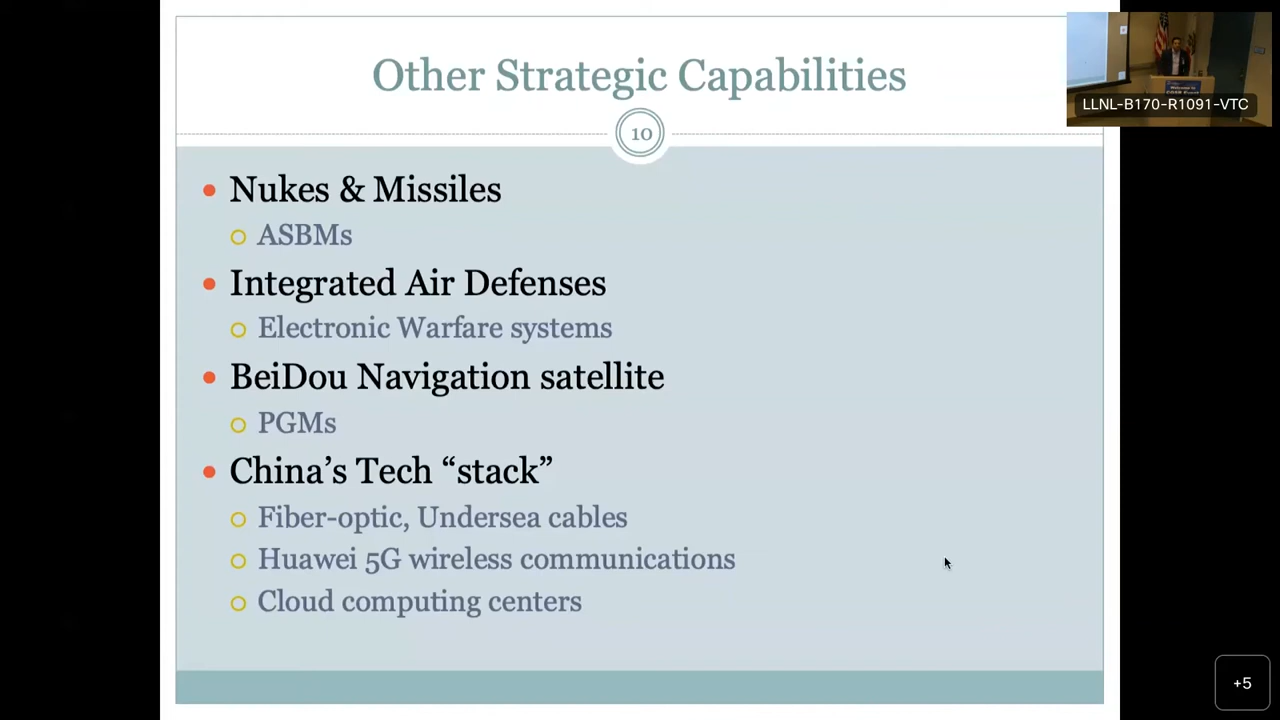 Other Strategic Capabilities
10
Nukes & Missiles
ASBMs
Integrated Air Defenses
Electronic Warfare systems
BeiDou Navigation satellite
PGMs
China's Tech “stack”
Fiber-optic, Undersea cables
Huawei 5G wireless communications
Cloud computing centers
LLNL-B170-R1091-VTC
+5